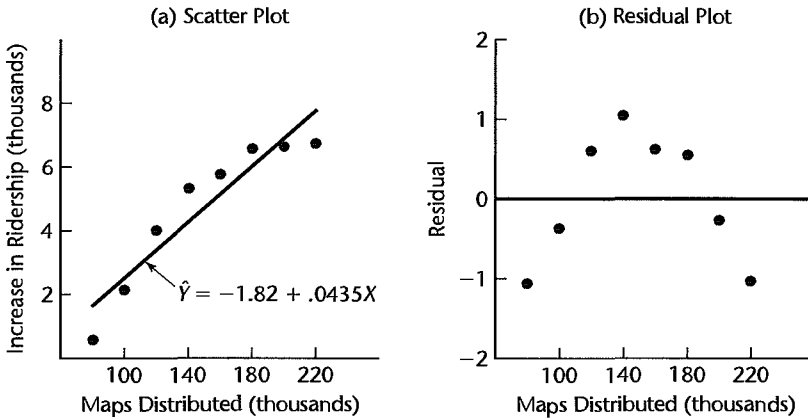 (a) Scatter Plot
Increase in Ridership (thousands)
8
6
4
2
Ŷ = −1.82 + .0435X
100 140 180 220
Maps Distributed (thousands)
(b) Residual Plot
Residual
2
1
0
−1
−2
100 140 180 220
Maps Distributed (thousands)